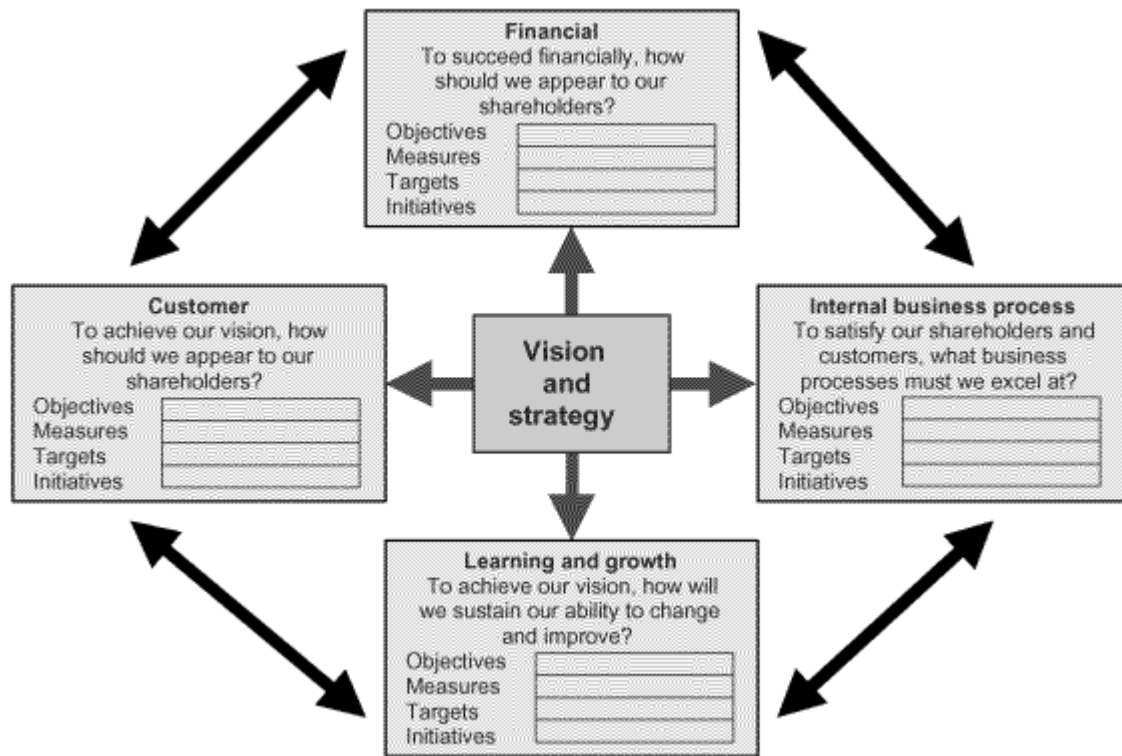 Financial
To succeed financially, how
should we appear to our
shareholders?
Objectives
Measures
Targets
Initiatives
Customer
To achieve our vision, how
should we appear to our
shareholders?
Objectives
Measures
Targets
Initiatives
Vision
and
strategy
Internal business process
To satisfy our shareholders and
customers, what business
processes must we excel at?
Objectives
Measures
Targets
Initiatives
Learning and growth
To achieve our vision, how will
we sustain our ability to change
and improve?
Objectives
Measures
Targets
Initiatives